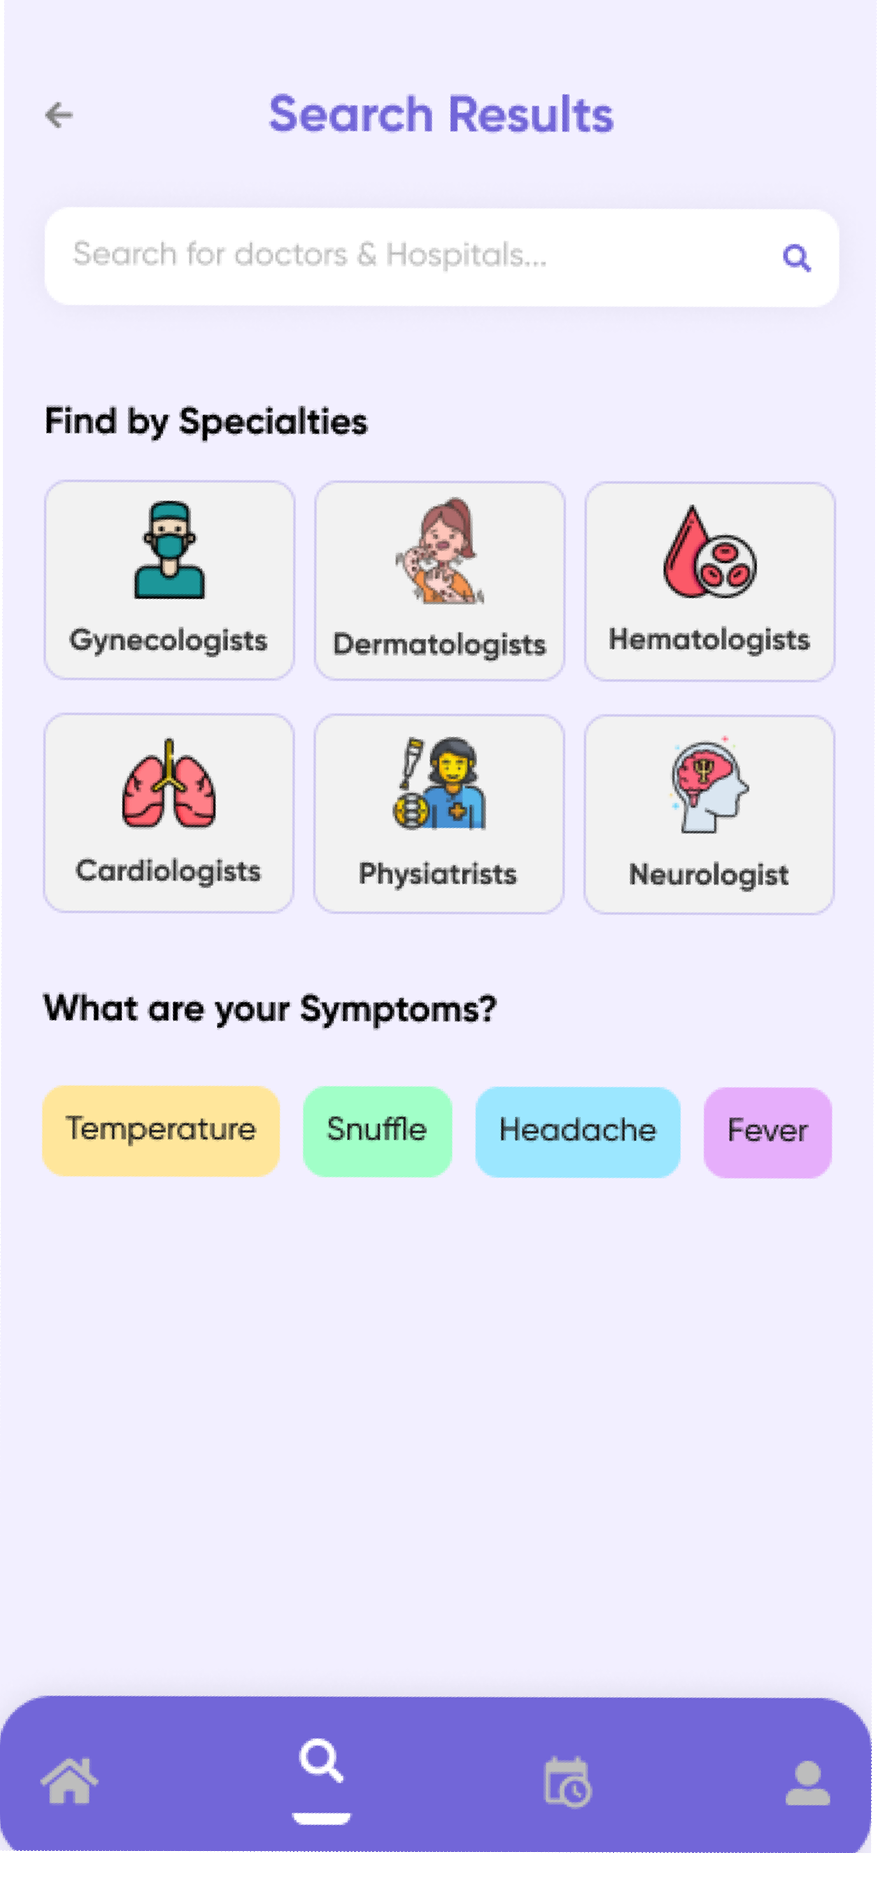 Search Results
Search for doctors & Hospitals...
Find by Specialties
Gynecologists
Dermatologists
Hematologists
Cardiologists
Physiatrists
Neurologist
What are your Symptoms?
Temperature
Snuffle
Headache
Fever